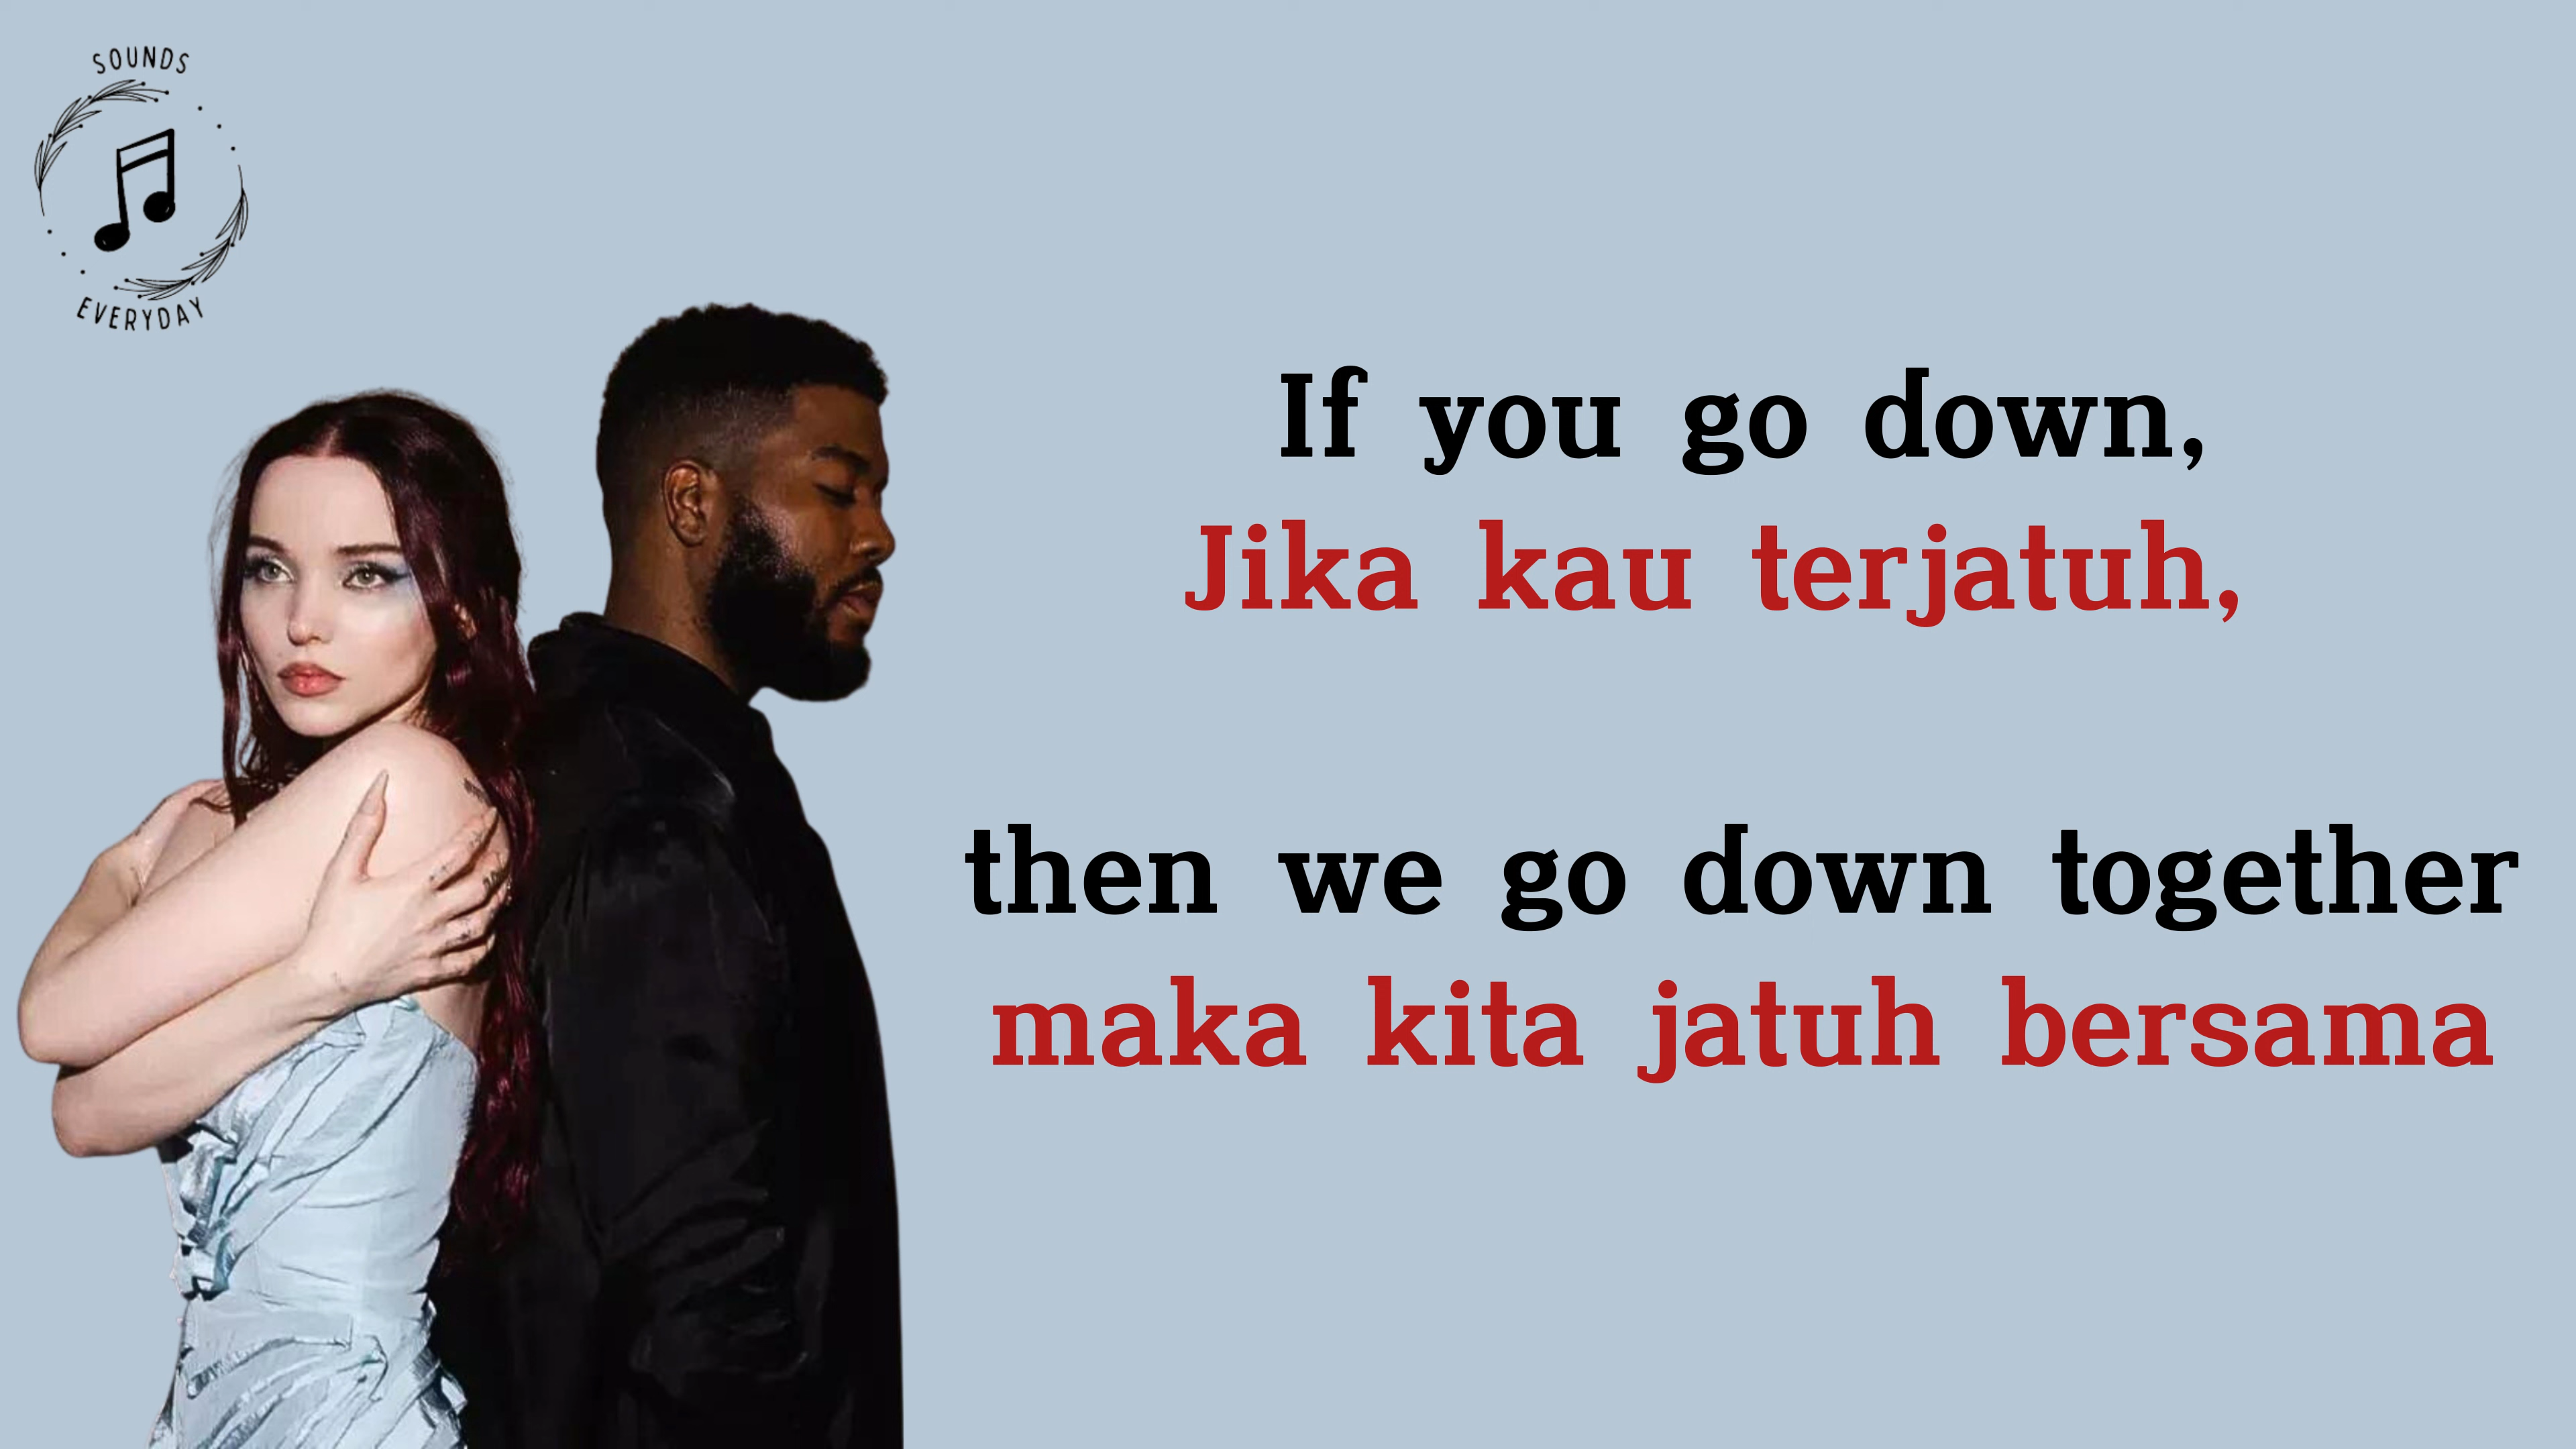 SOUNDS
EVERYDAY
If you go down,
Jika kau terjatuh,
then we go down together
maka kita jatuh bersama